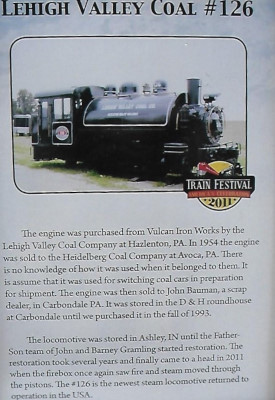 LEHIGH VALLEY COAL #126
TRAIN FESTIVAL
2011
The engine was purchased from Vulcan Iron Works by the
Lehigh Valley Coal Company at Hazlenton, PA. In 1954 the engine
was sold to the Heidelberg Coal Company at Avoca, PA. There
is no knowledge of how it was used when it belonged to them. It
is assume that it was used for switching coal cars in preparation
for shipment. The engine was then sold to John Bauman, a scrap
dealer, in Carbondale PA. It was stored in the D & H roundhouse
at Carbondale until we purchased it in the fall of 1993.
The locomotive was stored in Ashley, IN until the Father-
Son team of John and Barney Gramling started restoration. The
restoration took several years and finally came to a head in 2011
when the firebox once again saw fire and steam moved through
the pistons. The #126 is the newest steam locomotive returned to
operation in the USA.